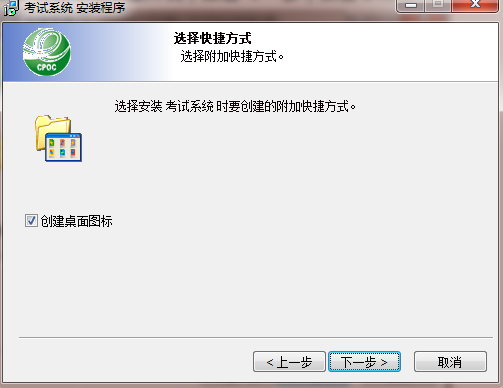 考试系统 安装程序
选择快捷方式
选择附加快捷方式。
CPOC
选择安装 考试系统 时要创建的附加快捷方式。
创建桌面图标
< 上一步
下一步 >
取消